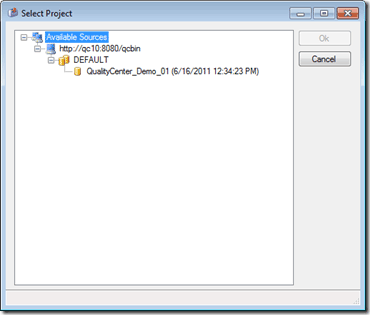 Select Project
Available Sources
Ok
http://qc10:8080/qcbin
Cancel
DEFAULT
QualityCenter_Demo_01 (6/16/2011 12:34:23 PM)